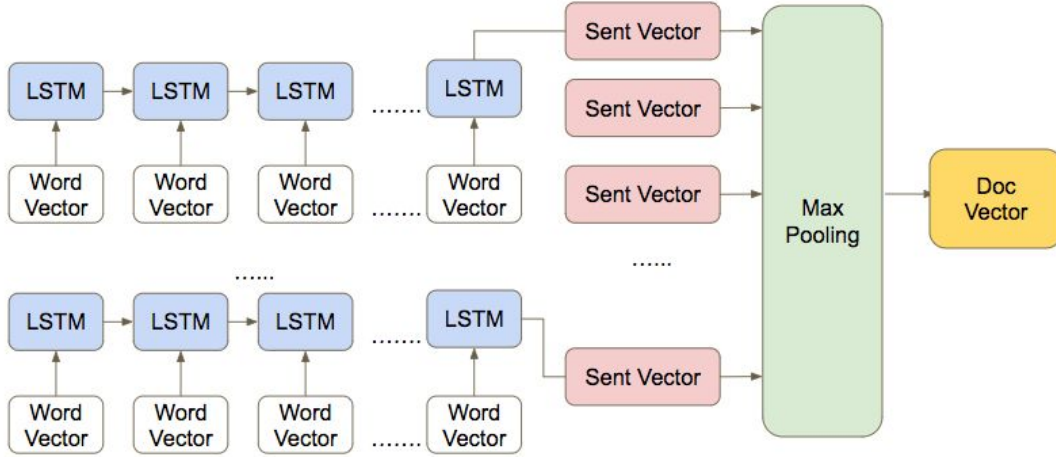 Sent Vector
LSTM
LSTM
LSTM
.......
LSTM
Sent Vector
Word
Vector
Word
Vector
Word
Vector
.......
Word
Vector
Sent Vector
Max
Pooling
Doc
Vector
......
......
LSTM
LSTM
LSTM
.......
LSTM
Sent Vector
Word
Vector
Word
Vector
Word
Vector
.......
Word
Vector